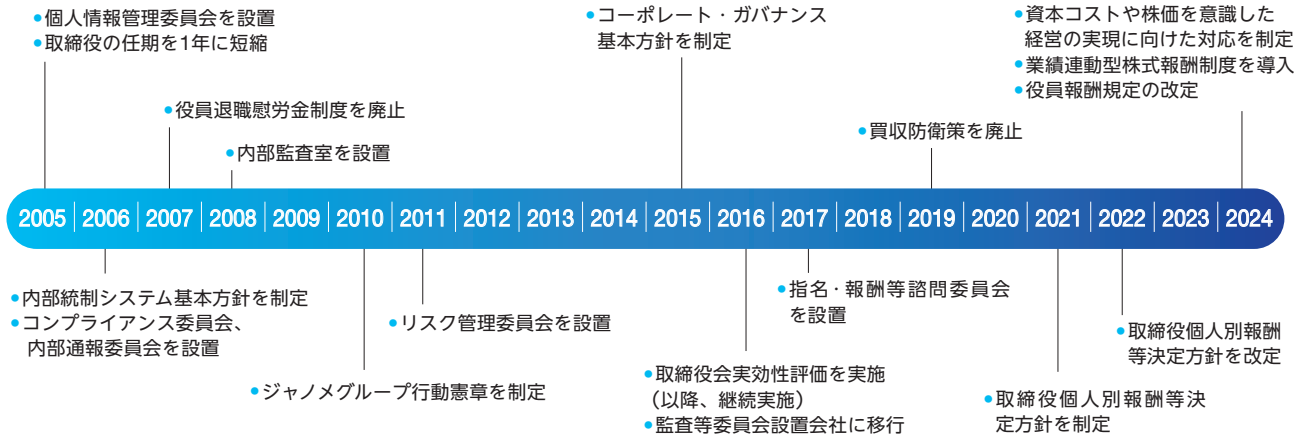 •個人情報管理委員会を設置
•取締役の任期を1年に短縮
•役員退職慰労金制度を廃止
•内部監査室を設置
•コーポレート・ガバナンス
基本方針を制定
•買収防衛策を廃止
•資本コストや株価を意識した
経営の実現に向けた対応を制定
•業績連動型株式報酬制度を導入
•役員報酬規定の改定
2005 2006 2007 2008 2009 2010 2011 2012 2013 2014 2015 2016 2017 2018 2019 2020 2021 2022 2023 2024
•内部統制システム基本方針を制定
•コンプライアンス委員会、
内部通報委員会を設置
•ジャノメグループ行動憲章を制定
•リスク管理委員会を設置
•取締役会実効性評価を実施
(以降、継続実施)
•監査等委員会設置会社に移行
•指名・報酬等諮問委員会
を設置
•取締役個人別報酬等決
定方針を制定
•取締役個人別報酬
等決定方針を改定